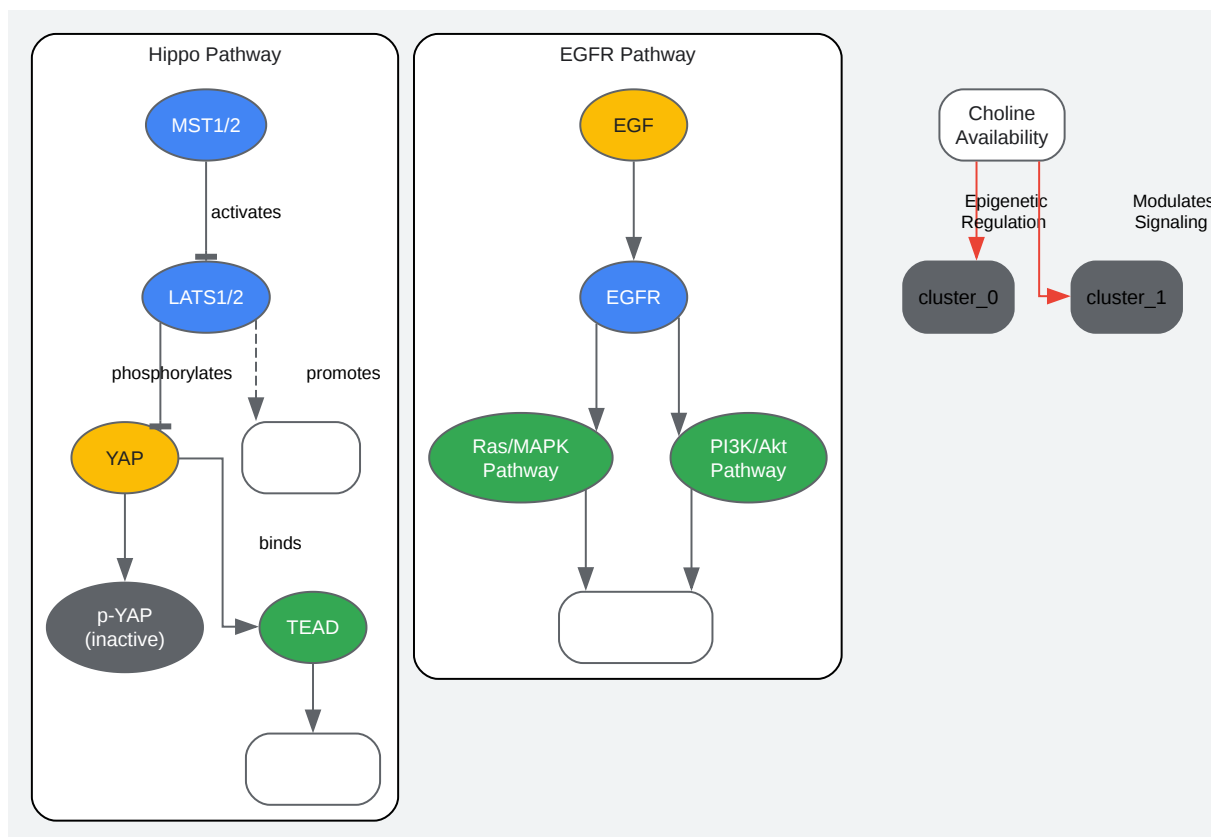 Hippo Pathway
MST1/2
activates
LATS1/2
phosphorylates
promotes
YAP
binds
p-YAP
(inactive)
TEAD
EGFR Pathway
EGF
EGFR
Ras/MAPK
Pathway
PI3K/Akt
Pathway
Choline
Availability
Epigenetic
Regulation
Modulates
Signaling
cluster_0
cluster_1